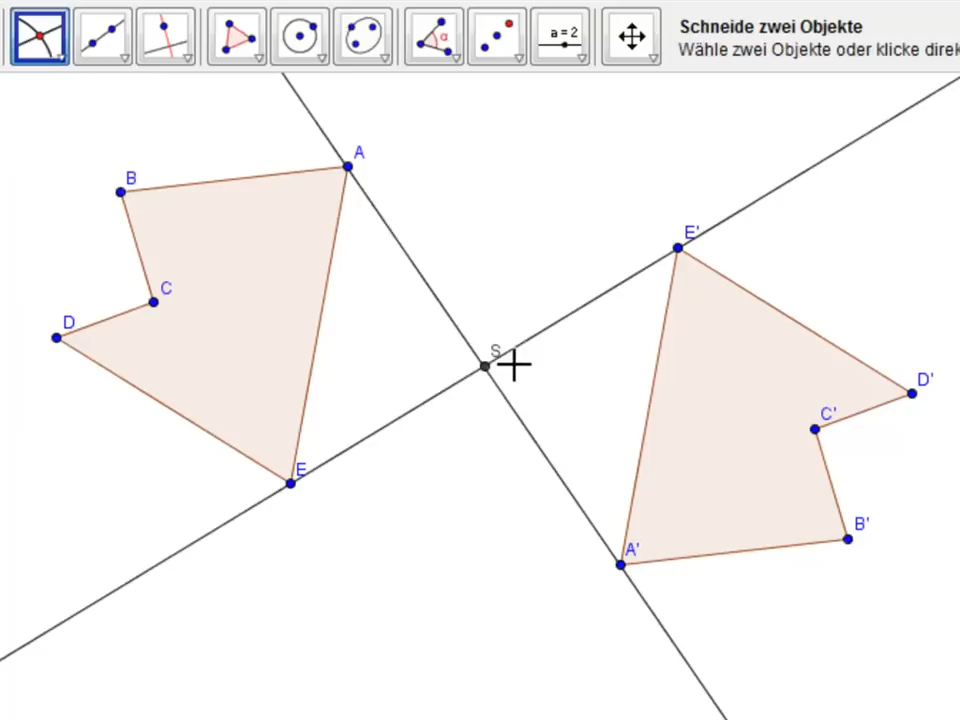 α
a = 2
Schneide zwei Objekte
Wähle zwei Objekte oder klicke direk
A
B
E'
C
D
S
D'
C'
E
B'
A'